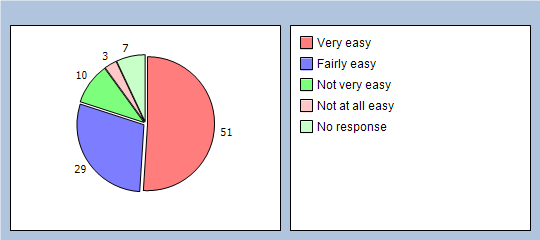 7
3
10
51
29
Very easy
Fairly easy
Not very easy
Not at all easy
No response